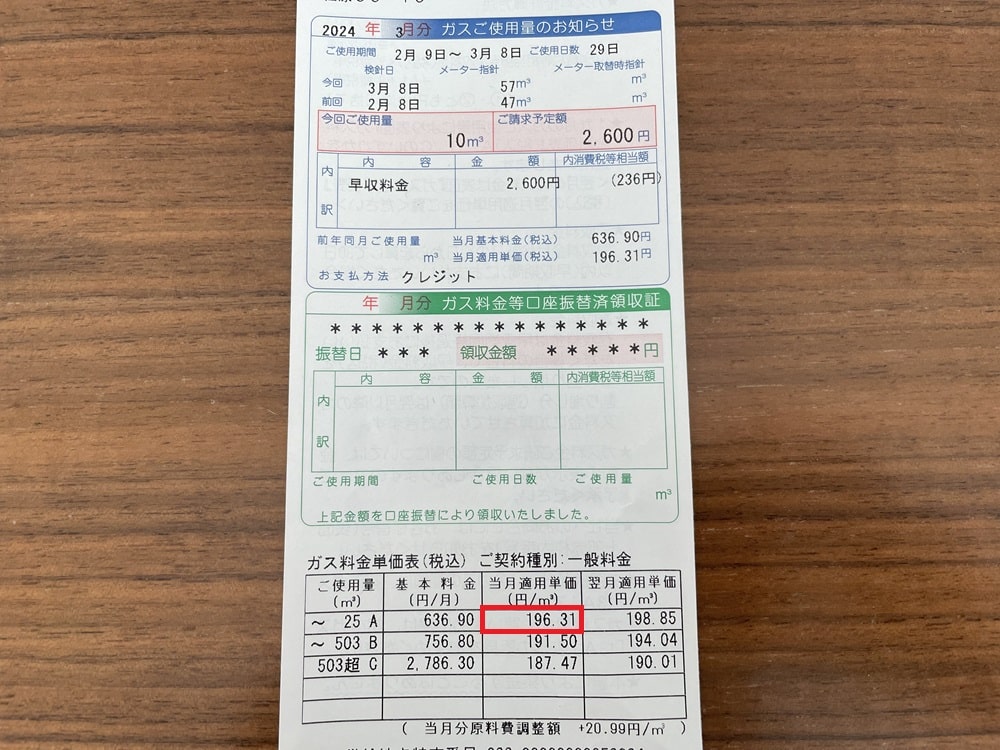 2024 年 3月分 ガスご使用量のお知らせ
ご使用期間 2月 9日～ 3月 8日 ご使用日数 29日
検針日 メーター指針 メーター取替時指針
今回 3月 8日 57m³ m³
前回 2月 8日 47m³ m³
今回ご使用量 ご請求予定額
10m³ 2,600円
内訳 内容 金額 内消費税等相当額
早収料金 2,600円 (236円)
前年同月ご使用量 当月基本料金(税込) 636.90円
m³ 当月適用単価(税込) 196.31円
お支払方法 クレジット
年 月分 ガス料金等口座振替済領収証
****************
振替日 *** 領収金額 *****円
内訳 内容 金額 内消費税等相当額
ご使用期間 ご使用日数 ご使用量
m³
上記金額を口座振替により領収いたしました。
ガス料金単価表(税込) ご契約種別:一般料金
ご使用量 基本料金 当月適用単価 翌月適用単価
(m³) (円/月) (円/m³) (円/m³)
～ 25 A 636.90 196.31 198.85
～ 503 B 756.80 191.50 194.04
503超 C 2,786.30 187.47 190.01
( 当月分原料費調整額 +20.99円/m³ )